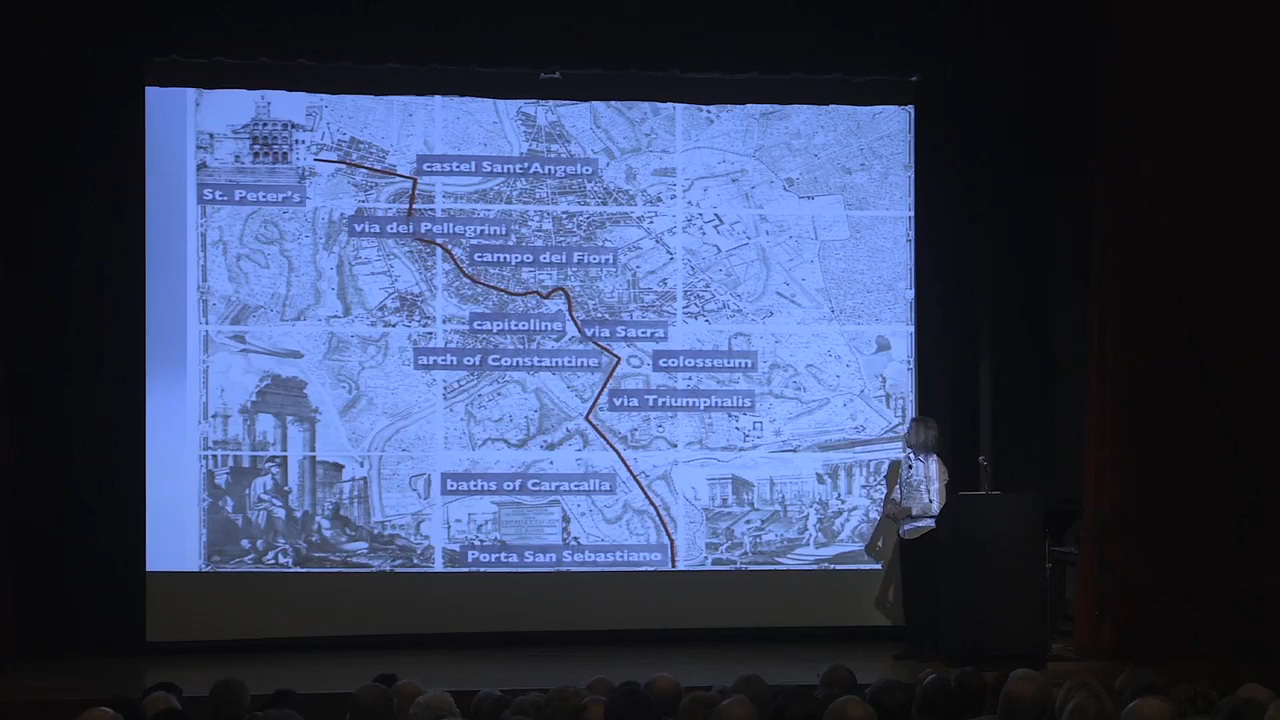 castel Sant'Angelo
St. Peter's
via dei Pellegrini
campo dei Fiori
capitoline
via Sacra
arch of Constantine
colosseum
via Triumphalis
baths of Caracalla
Porta San Sebastiano